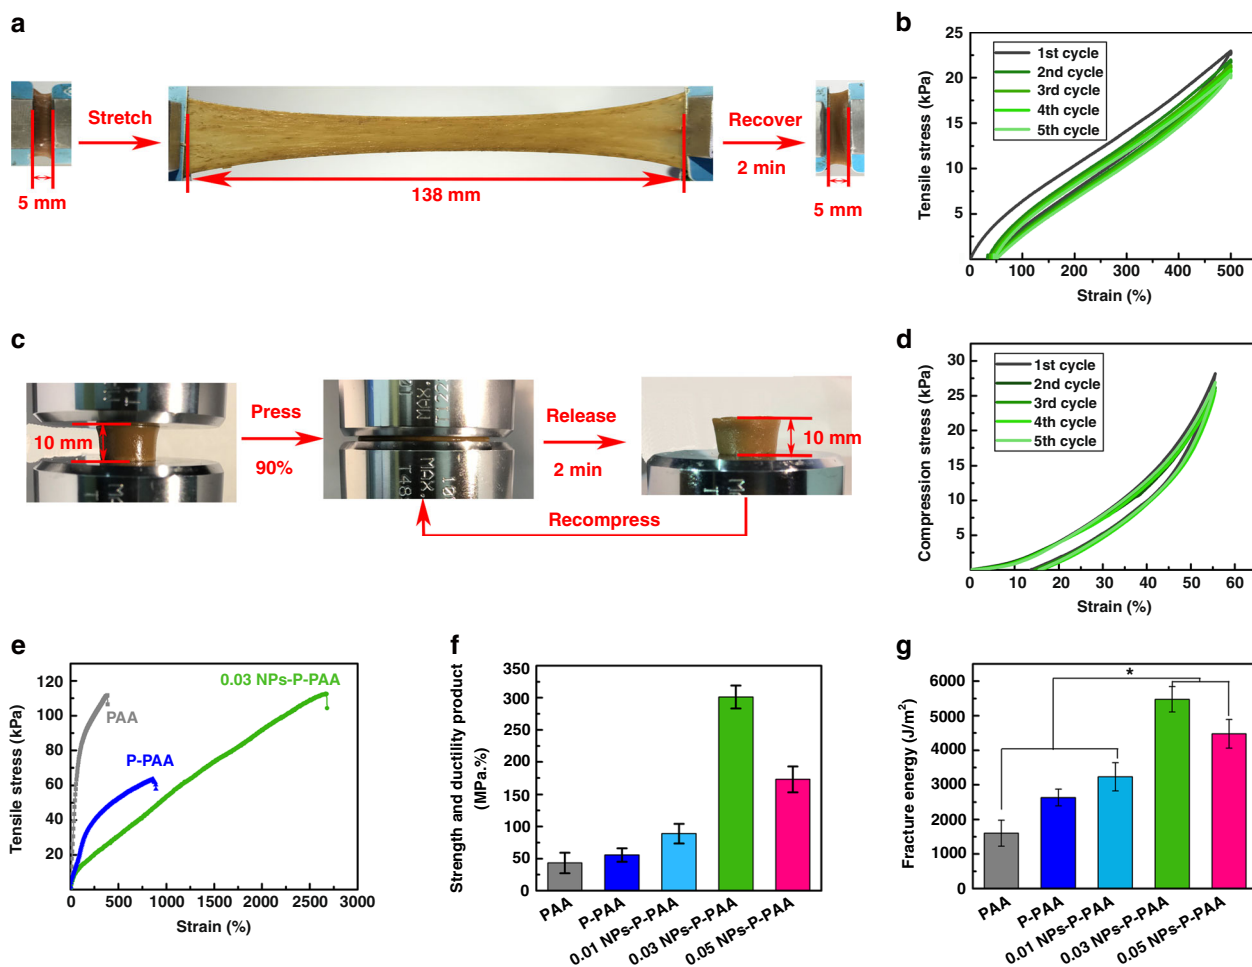 a
Stretch
Recover
2 min
138 mm
5 mm
5 mm
b
Tensile stress (kPa)
25
20
15
10
5
1st cycle
2nd cycle
3rd cycle
4th cycle
5th cycle
0 100 200 300 400 500
Strain (%)
c
10 mm
Press
90%
Release
2 min
10 mm
Recompress
MAX.
T48
MAX.
d
Compression stress (kPa)
30
25
20
15
10
5
1st cycle
2nd cycle
3rd cycle
4th cycle
5th cycle
0 10 20 30 40 50 60
Strain (%)
e
Tensile stress (kPa)
120
100
80
60
40
20
PAA
P-PAA
0.03 NPs-P-PAA
0 500 1000 1500 2000 2500 3000
Strain (%)
f
Strength and ductility product
(MPa.%)
350
300
250
200
150
100
50
0
PAA
P-PAA
0.01 NPs-P-PAA
0.03 NPs-P-PAA
0.05 NPs-P-PAA
g
Fracture energy (J/m²)
6000
5000
4000
3000
2000
1000
0
*
PAA
P-PAA
0.01 NPs-P-PAA
0.03 NPs-P-PAA
0.05 NPs-P-PAA